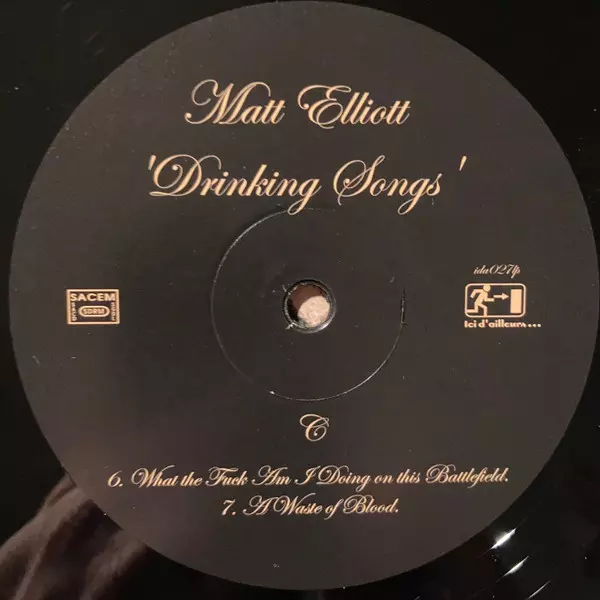 Matt Elliott
'Drinking Songs'
ida027lp
SACEM
SDRM
Ici d'ailleurs...
C
6. What the Fuck Am I Doing on this Battlefield.
7. A Waste of Blood.